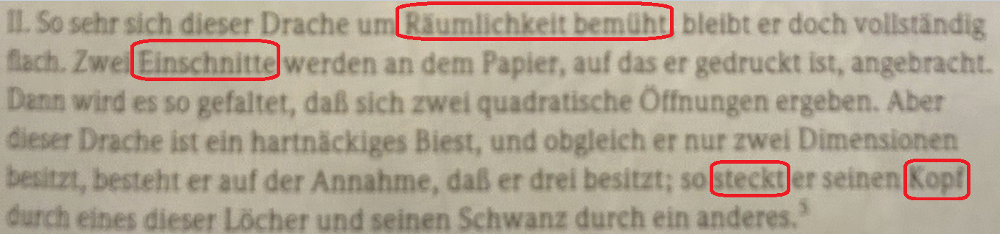 II. So sehr sich dieser Drache um Räumlichkeit bemüht, bleibt er doch vollständig
flach. Zwei Einschnitte werden an dem Papier, auf das er gedruckt ist, angebracht.
Dann wird es so gefaltet, daß sich zwei quadratische Öffnungen ergeben. Aber
dieser Drache ist ein hartnäckiges Biest, und obgleich er nur zwei Dimensionen
besitzt, besteht er auf der Annahme, daß er drei besitzt; so steckt er seinen Kopf
durch eines dieser Löcher und seinen Schwanz durch ein anderes.⁵